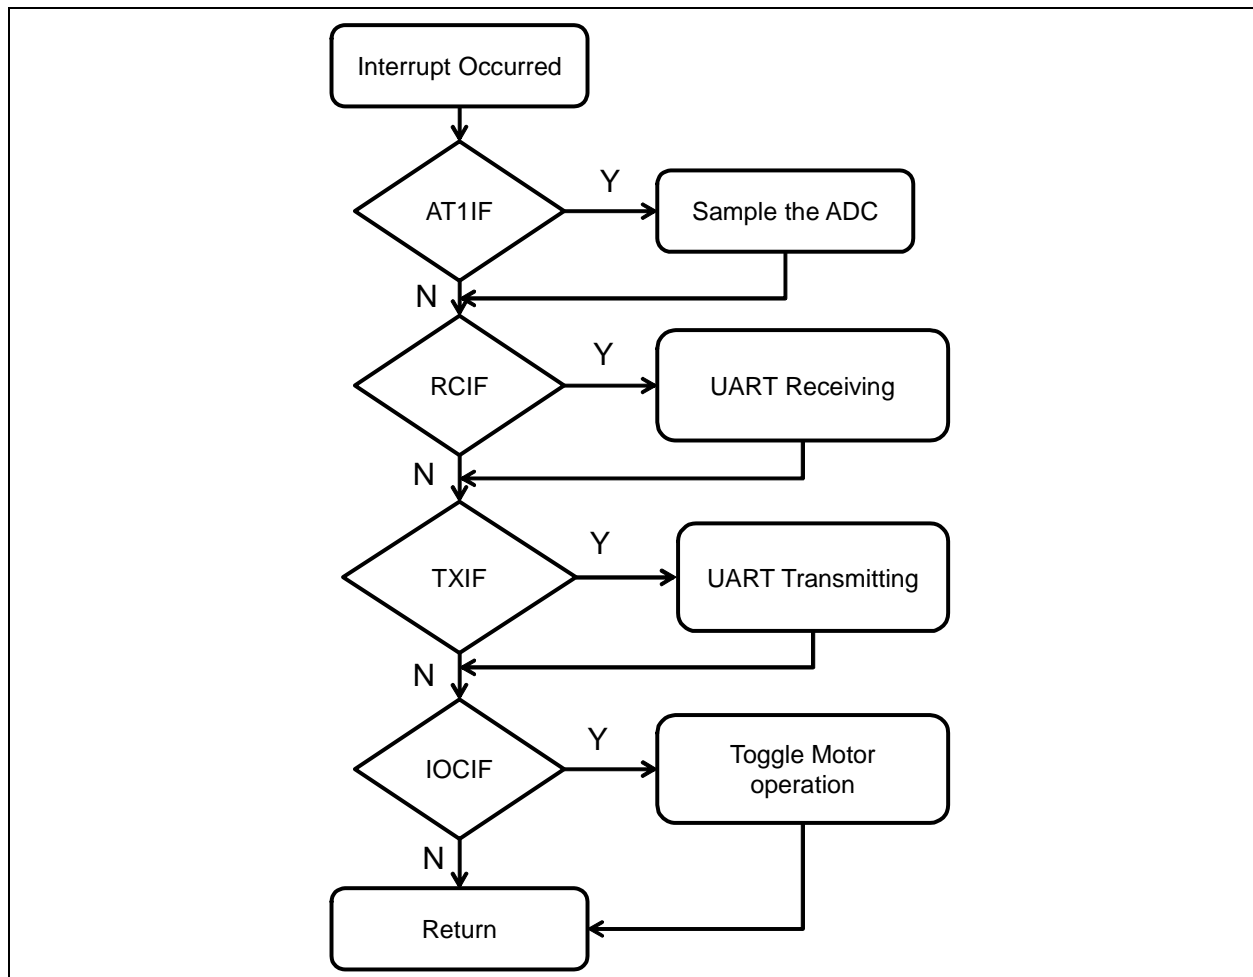 Interrupt Occurred
AT1IF
Y
Sample the ADC
N
RCIF
Y
UART Receiving
N
TXIF
Y
UART Transmitting
N
IOCIF
Y
Toggle Motor
operation
N
Return